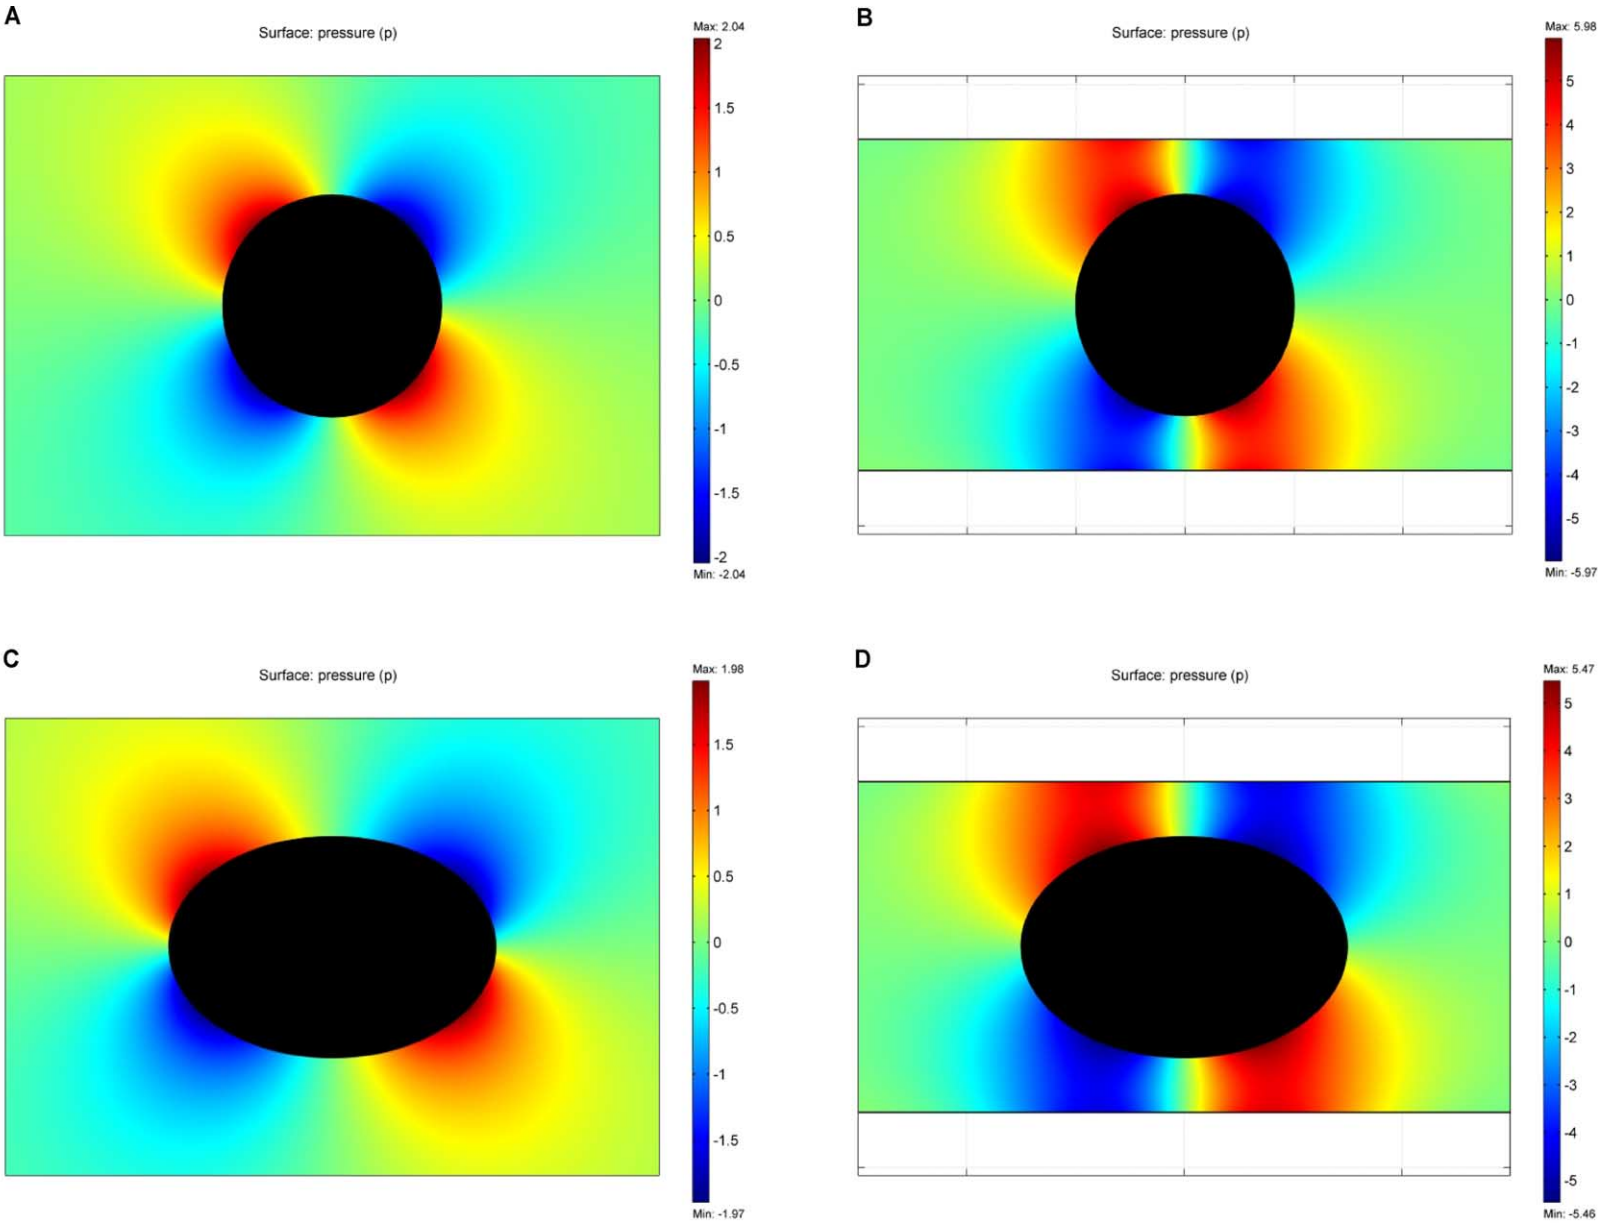 A
Surface: pressure (p)
Max: 2.04
2
1.5
1
0.5
0
-0.5
-1
-1.5
-2
Min: -2.04
B
Surface: pressure (p)
Max: 5.98
5
4
3
2
1
0
-1
-2
-3
-4
-5
Min: -5.97
C
Surface: pressure (p)
Max: 1.98
1.5
1
0.5
0
-0.5
-1
-1.5
Min: -1.97
D
Surface: pressure (p)
Max: 5.47
5
4
3
2
1
0
-1
-2
-3
-4
-5
Min: -5.46